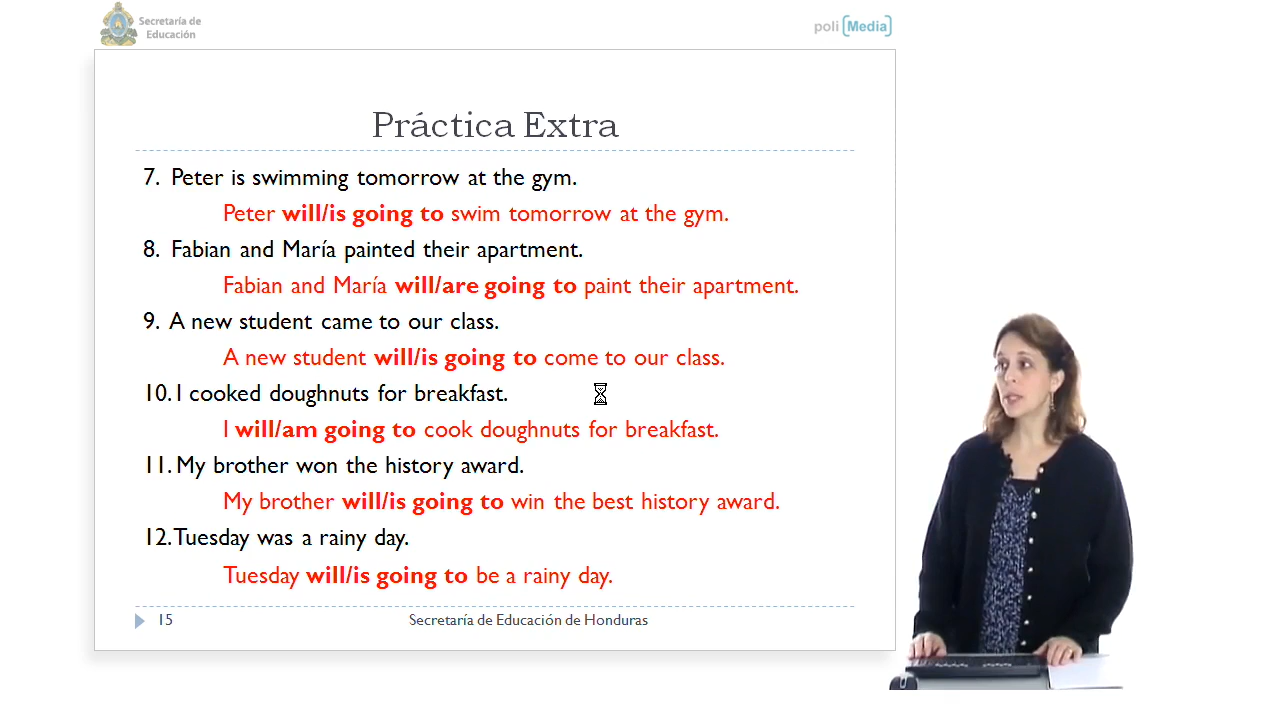 Secretaría de
Educación
poli [Media]
Práctica Extra
7. Peter is swimming tomorrow at the gym.
Peter will/is going to swim tomorrow at the gym.
8. Fabian and María painted their apartment.
Fabian and María will/are going to paint their apartment.
9. A new student came to our class.
A new student will/is going to come to our class.
10. I cooked doughnuts for breakfast.
I will/am going to cook doughnuts for breakfast.
11. My brother won the history award.
My brother will/is going to win the best history award.
12. Tuesday was a rainy day.
Tuesday will/is going to be a rainy day.
15 Secretaría de Educación de Honduras